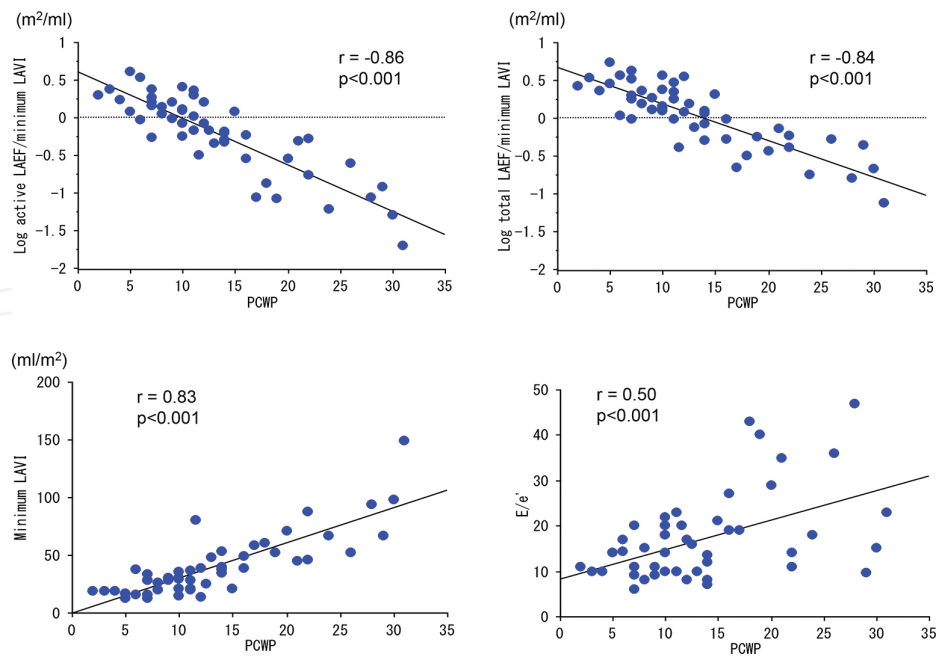 (m²/ml)
r = -0.86
p<0.001
Log active LAEF/minimum LAVI
1
0.5
0
-0.5
-1
-1.5
-2
0 5 10 15 20 25 30 35
PCWP
(m²/ml)
r = -0.84
p<0.001
Log total LAEF/minimum LAVI
1
0.5
0
-0.5
-1
-1.5
-2
0 5 10 15 20 25 30 35
PCWP
(ml/m²)
r = 0.83
p<0.001
Minimum LAVI
200
150
100
50
0
0 5 10 15 20 25 30 35
PCWP
r = 0.50
p<0.001
E/e'
50
40
30
20
10
0
0 5 10 15 20 25 30 35
PCWP